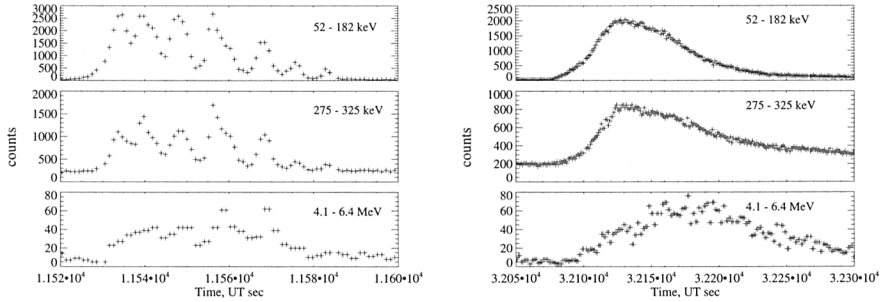 3000
2500
2000
1500
1000
500
0
52 - 182 keV
2000
1500
1000
500
0
275 - 325 keV
counts
80
60
40
20
0
4.1 - 6.4 MeV
1.152•10⁴ 1.154•10⁴ 1.156•10⁴ 1.158•10⁴ 1.160•10⁴
Time, UT sec
2500
2000
1500
1000
500
0
52 - 182 keV
1000
800
600
400
200
0
275 - 325 keV
counts
80
60
40
20
0
4.1 - 6.4 MeV
3.205•10⁴ 3.210•10⁴ 3.215•10⁴ 3.220•10⁴ 3.225•10⁴ 3.230•10⁴
Time, UT sec